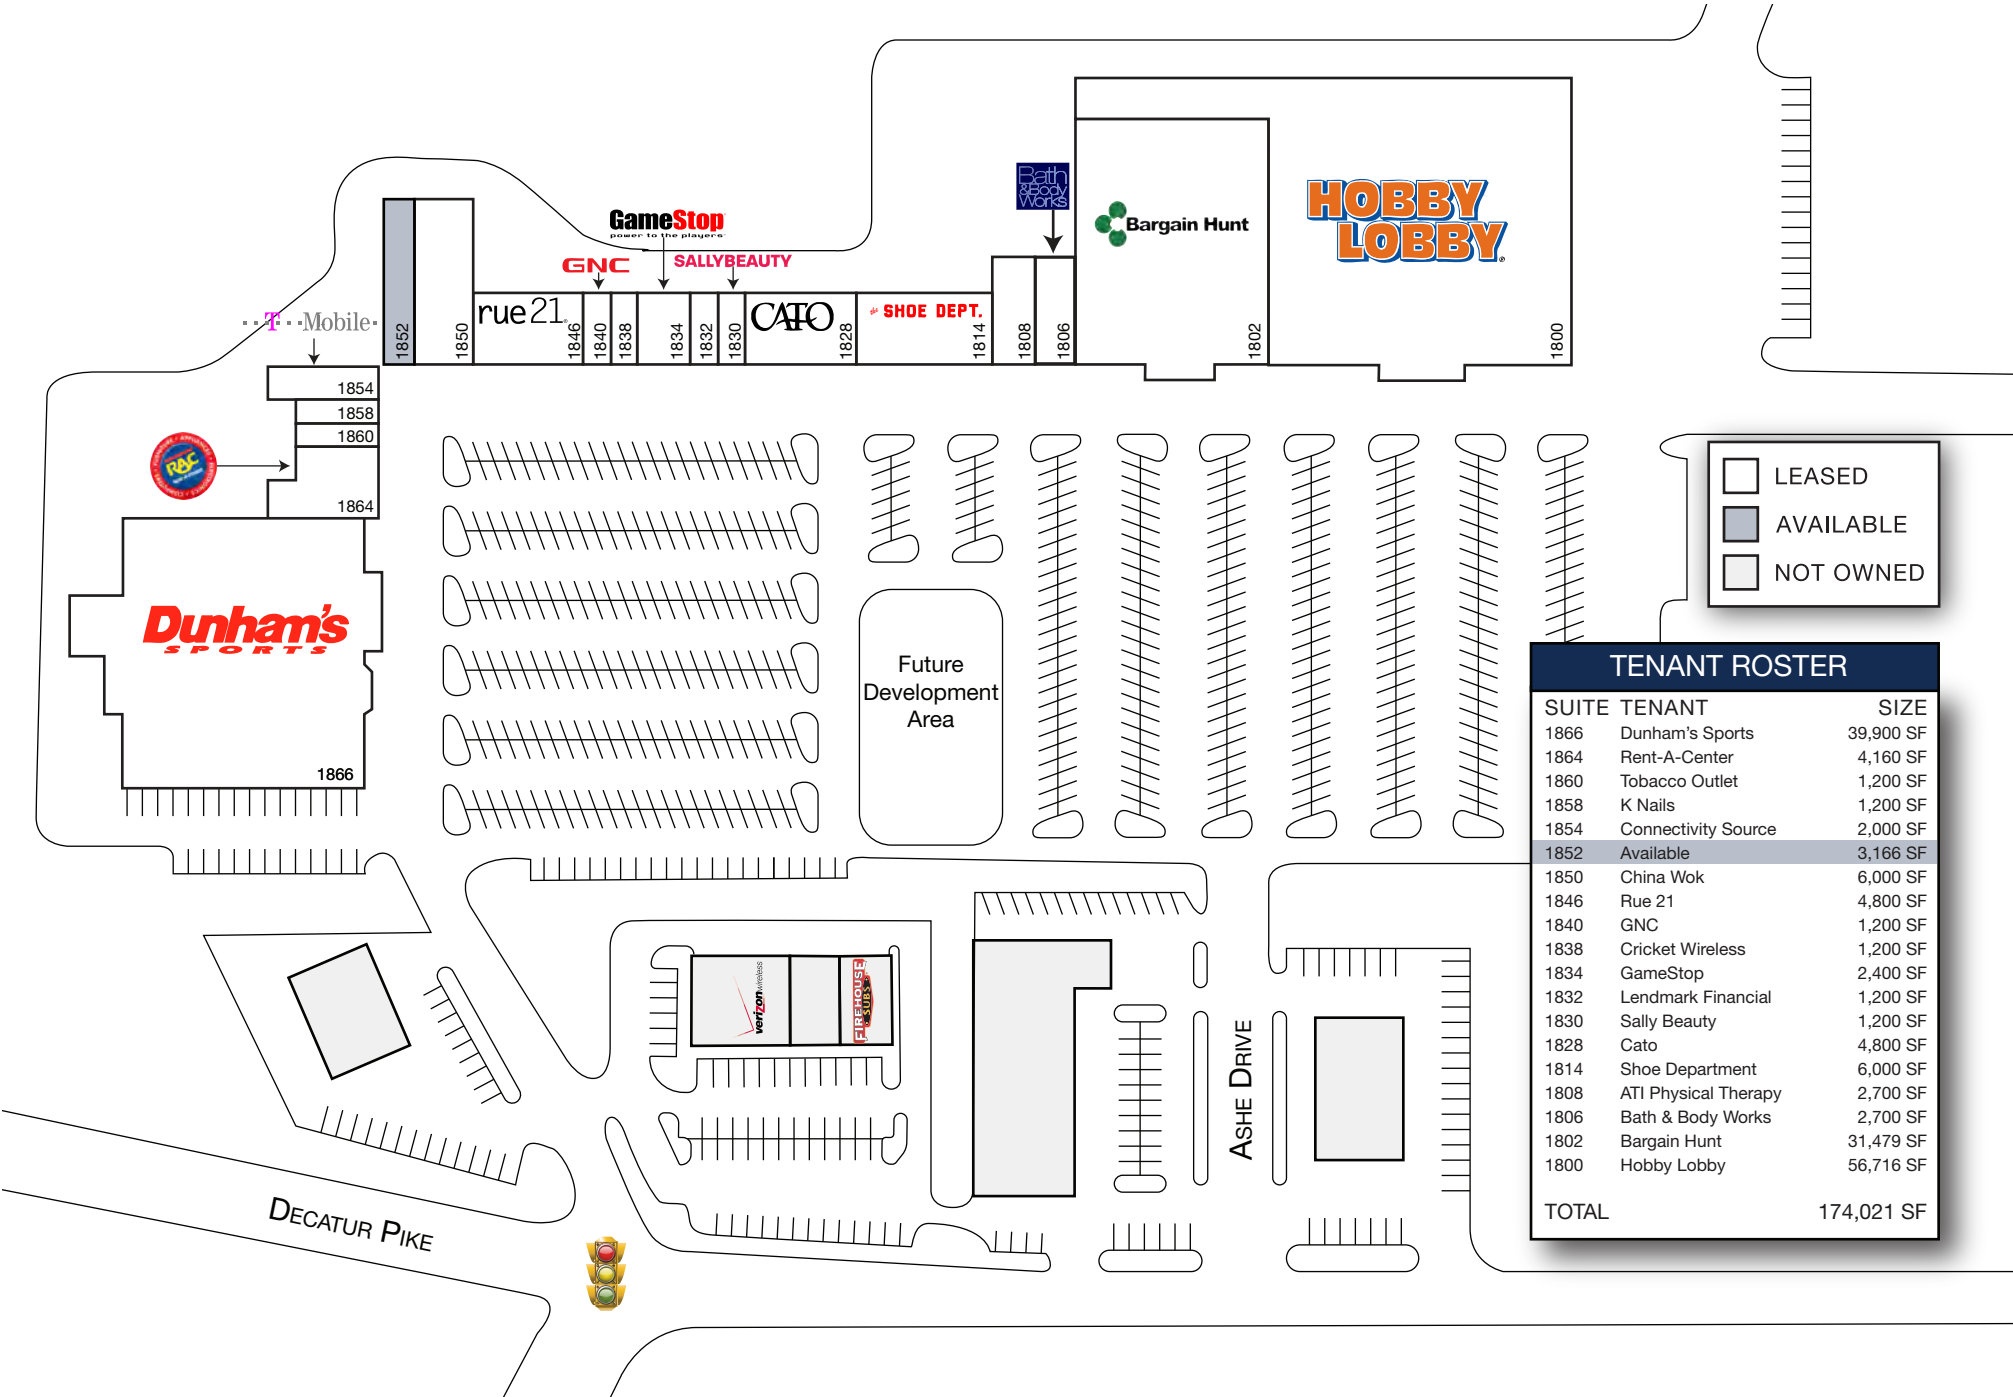 Bath
&Body
Works
Bargain Hunt
HOBBY
LOBBY
GameStop
power to the players
GNC
SALLYBEAUTY
rue21
CATO
the SHOE DEPT.
T Mobile
1852
1850
1846
1840
1838
1834
1832
1830
1828
1814
1808
1806
1802
1800
1854
1858
1860
RAC
1864
Dunham's
SPORTS
1866
Future
Development
Area
LEASED
AVAILABLE
NOT OWNED
TENANT ROSTER
SUITE TENANT SIZE
1866 Dunham's Sports 39,900 SF
1864 Rent-A-Center 4,160 SF
1860 Tobacco Outlet 1,200 SF
1858 K Nails 1,200 SF
1854 Connectivity Source 2,000 SF
1852 Available 3,166 SF
1850 China Wok 6,000 SF
1846 Rue 21 4,800 SF
1840 GNC 1,200 SF
1838 Cricket Wireless 1,200 SF
1834 GameStop 2,400 SF
1832 Lendmark Financial 1,200 SF
1830 Sally Beauty 1,200 SF
1828 Cato 4,800 SF
1814 Shoe Department 6,000 SF
1808 ATI Physical Therapy 2,700 SF
1806 Bath & Body Works 2,700 SF
1802 Bargain Hunt 31,479 SF
1800 Hobby Lobby 56,716 SF
TOTAL 174,021 SF
verizon wireless
FIREHOUSE
SUBS
ASHE DRIVE
DECATUR PIKE